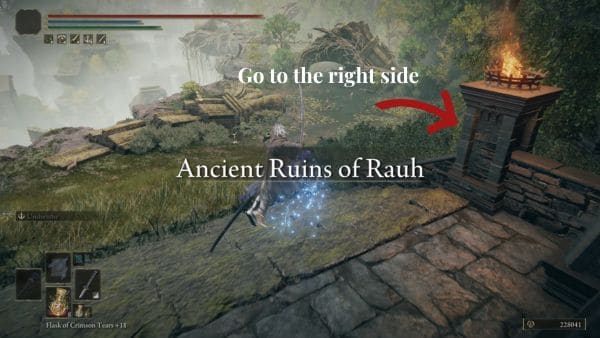 Go to the right side
Ancient Ruins of Rauh
Flask of Crimson Tears +11
228041